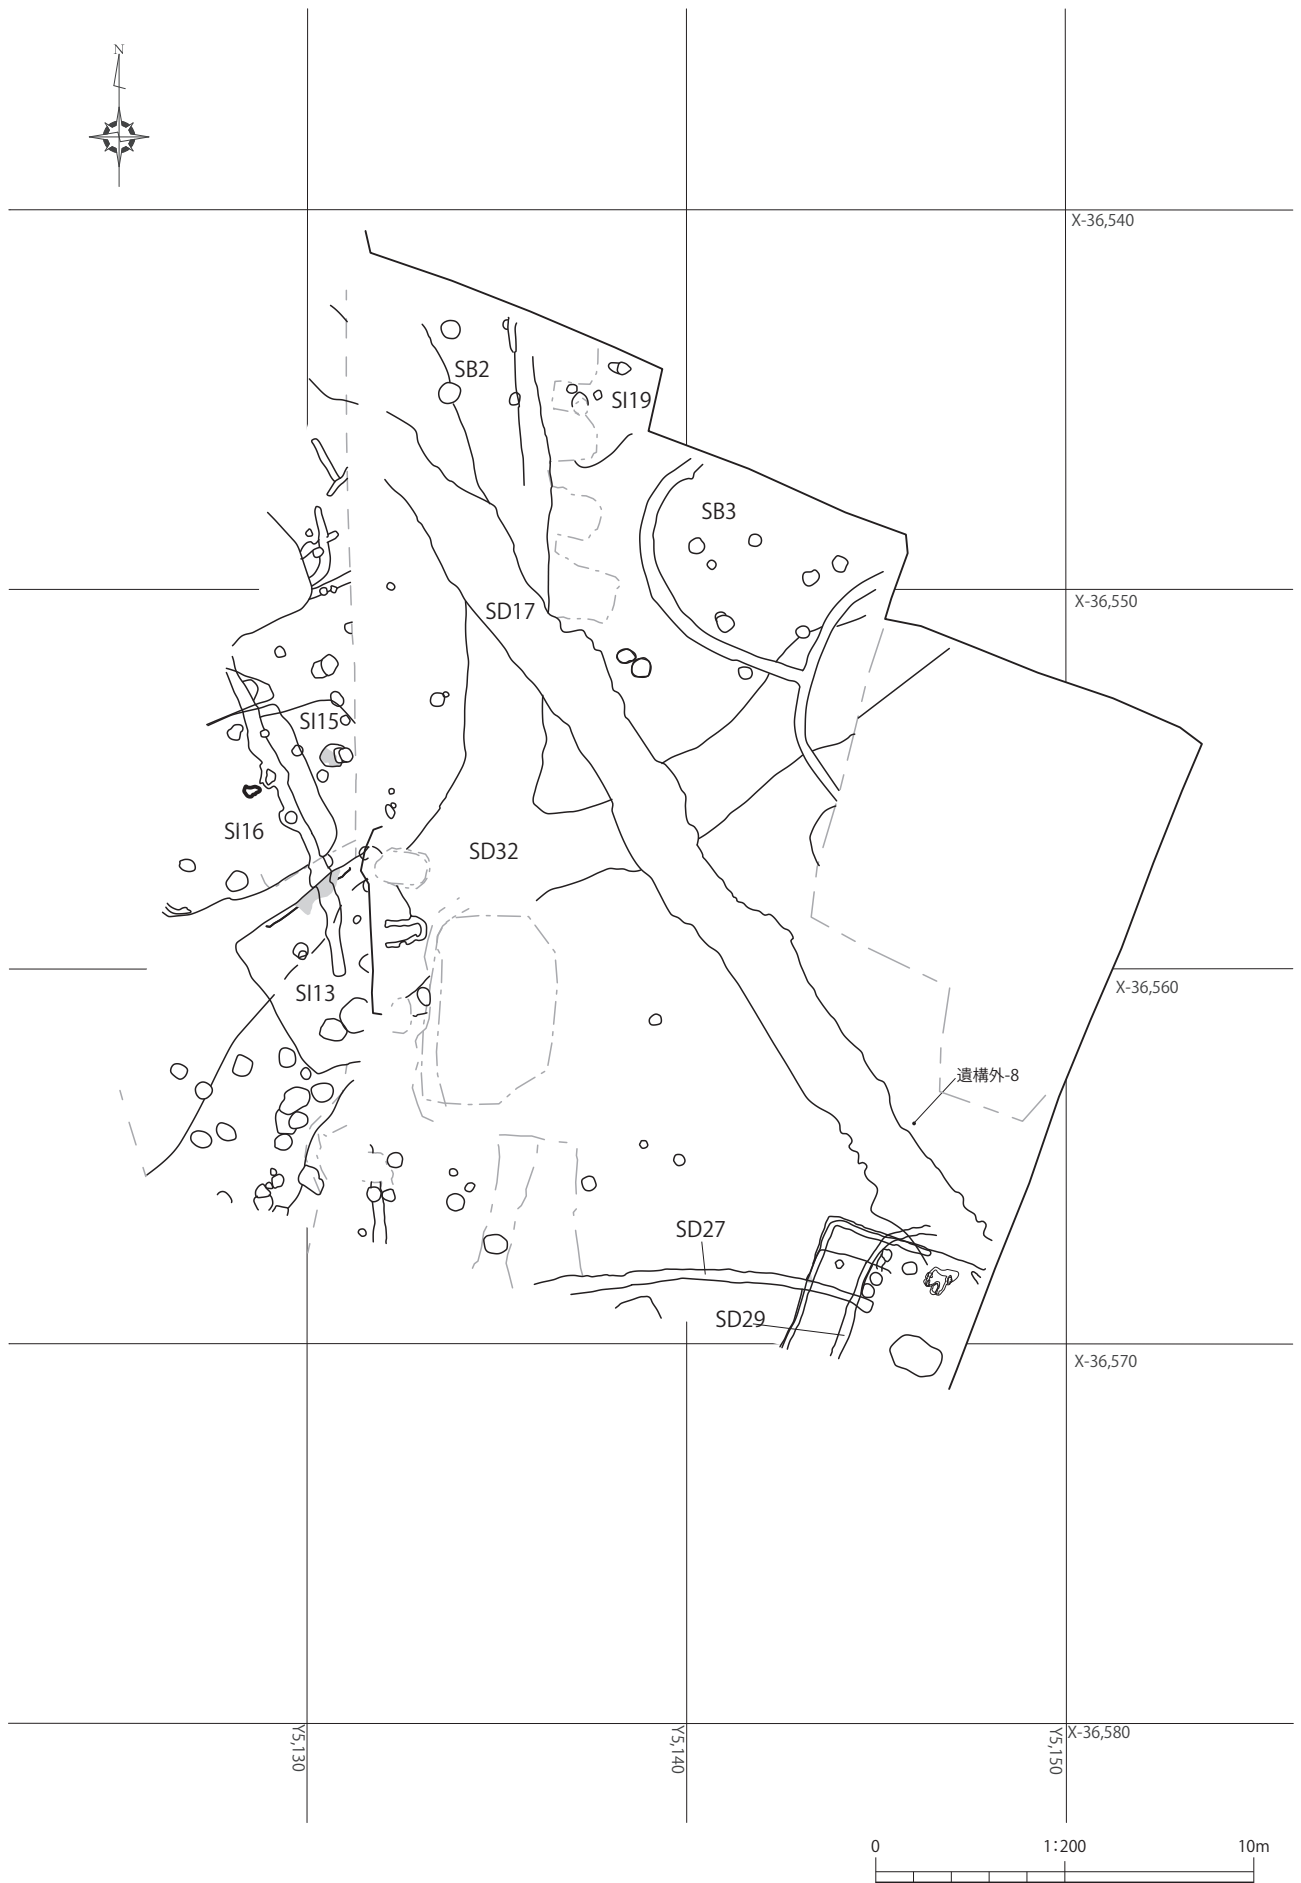 N
X-36,540
SB2
SI19
SB3
X-36,550
SD17
SI15
SI16
SD32
X-36,560
SI13
遺構外-8
SD27
SD29
X-36,570
Y5,130
Y5,140
Y5,150
X-36,580
0 1:200 10m